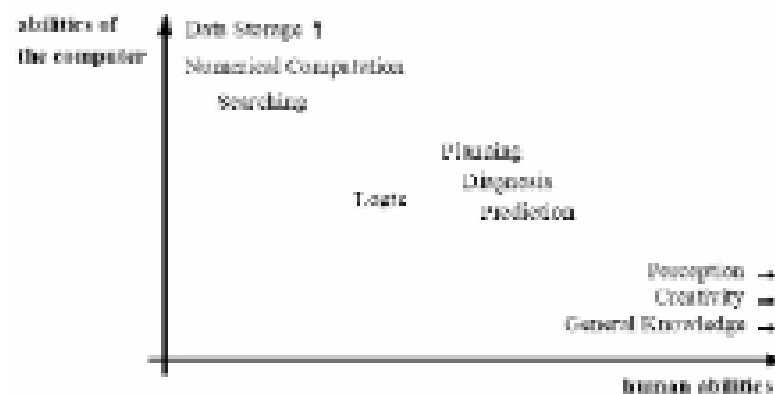 abilities of
the computer
Data Storage ↑
Numerical Computation
Searching
Planning
Diagnosis
Logic
Prediction
Perception →
Creativity →
General Knowledge →
human abilities